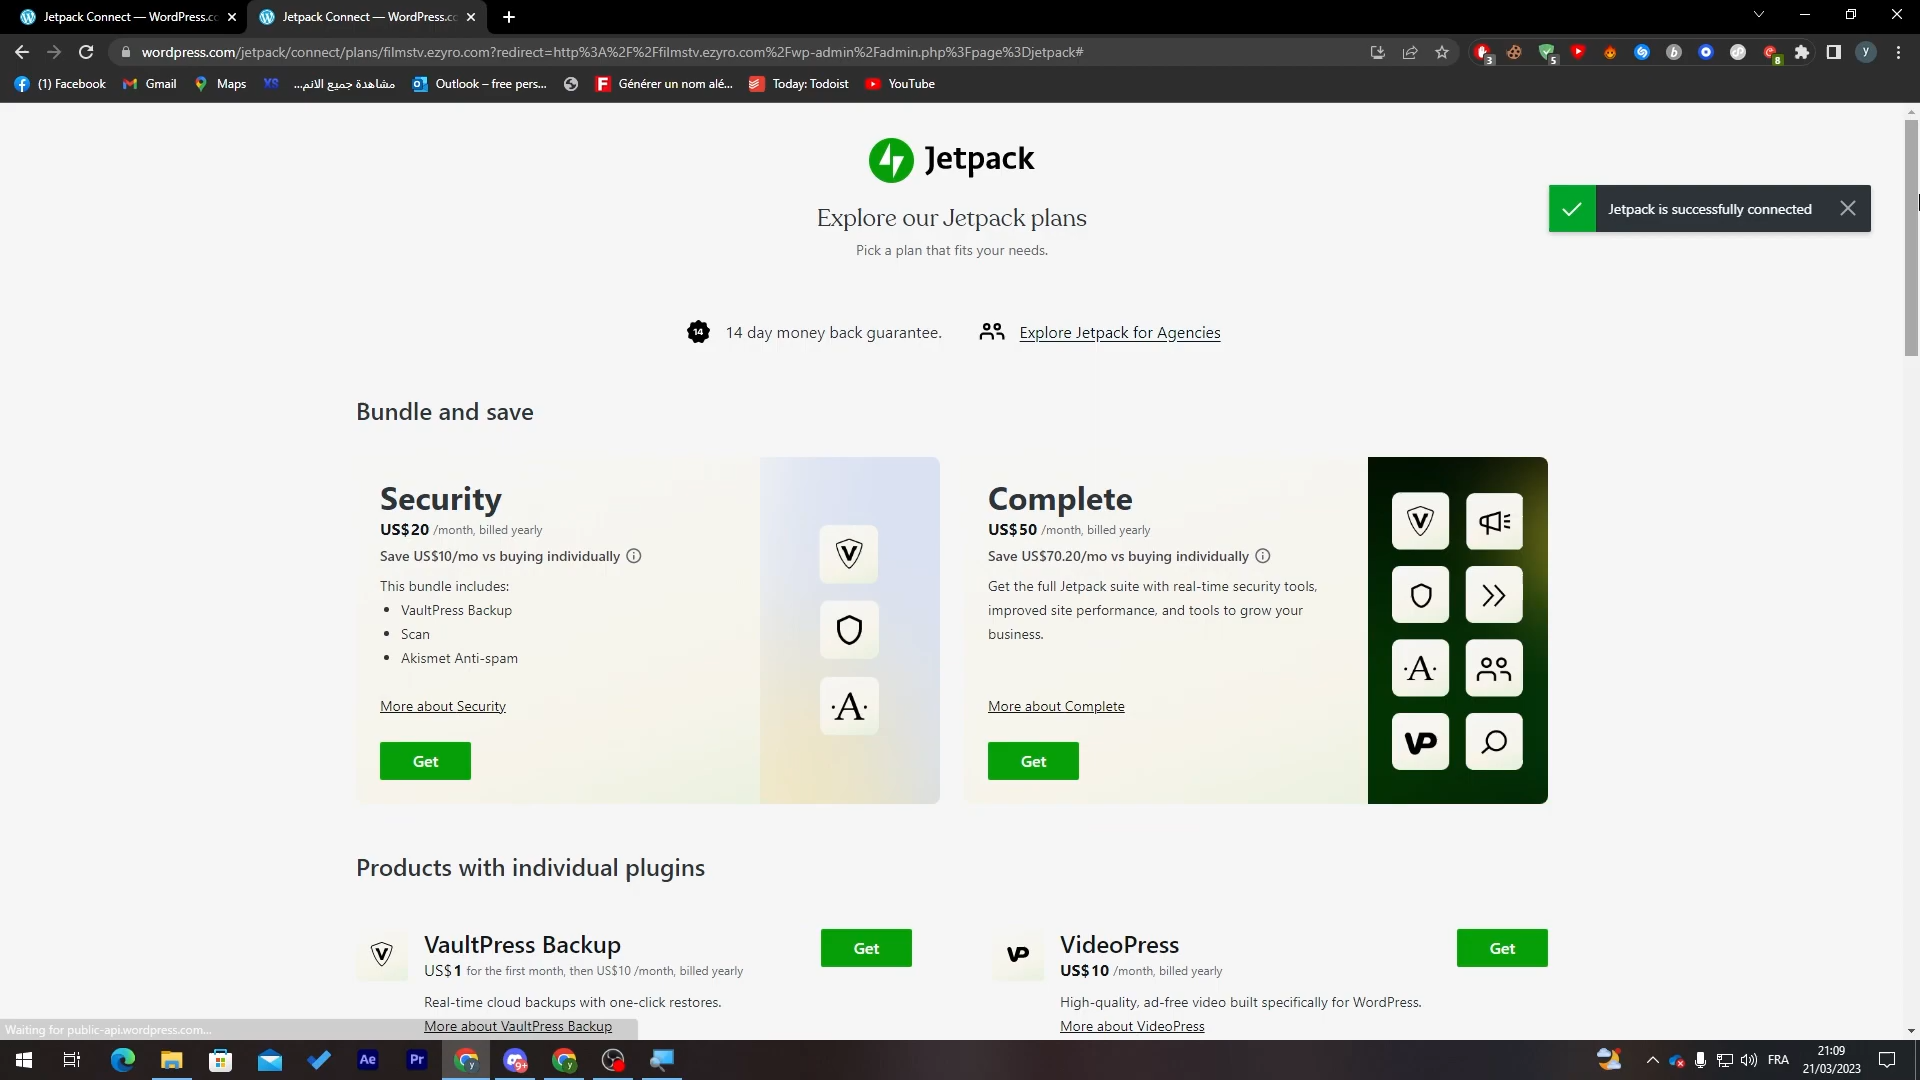 Jetpack Connect — WordPress.cc
Jetpack Connect — WordPress.cc
wordpress.com/jetpack/connect/plans/filmstv.ezyro.com?redirect=http%3A%2F%2Ffilmstv.ezyro.com%2Fwp-admin%2Fadmin.php%3Fpage%3Djetpack#
3
5
8
y
(1) Facebook
Gmail
Maps
XS
مشاهدة جميع الانم...
Outlook – free pers...
Générer un nom alé...
Today: Todoist
YouTube
Jetpack
Explore our Jetpack plans
Pick a plan that fits your needs.
Jetpack is successfully connected
14
14 day money back guarantee.
Explore Jetpack for Agencies
Bundle and save
Security
US$20 /month, billed yearly
Save US$10/mo vs buying individually
This bundle includes:
• VaultPress Backup
• Scan
• Akismet Anti-spam
More about Security
Get
V
·A·
Complete
US$50 /month, billed yearly
Save US$70.20/mo vs buying individually
Get the full Jetpack suite with real-time security tools,
improved site performance, and tools to grow your
business.
More about Complete
Get
V
·A·
VP
Products with individual plugins
V
VaultPress Backup
US$1 for the first month, then US$10 /month, billed yearly
Get
Real-time cloud backups with one-click restores.
More about VaultPress Backup
VP
VideoPress
US$10 /month, billed yearly
Get
High-quality, ad-free video built specifically for WordPress.
More about VideoPress
Waiting for public-api.wordpress.com...
Ae
Pr
9+
FRA
21:09
21/03/2023